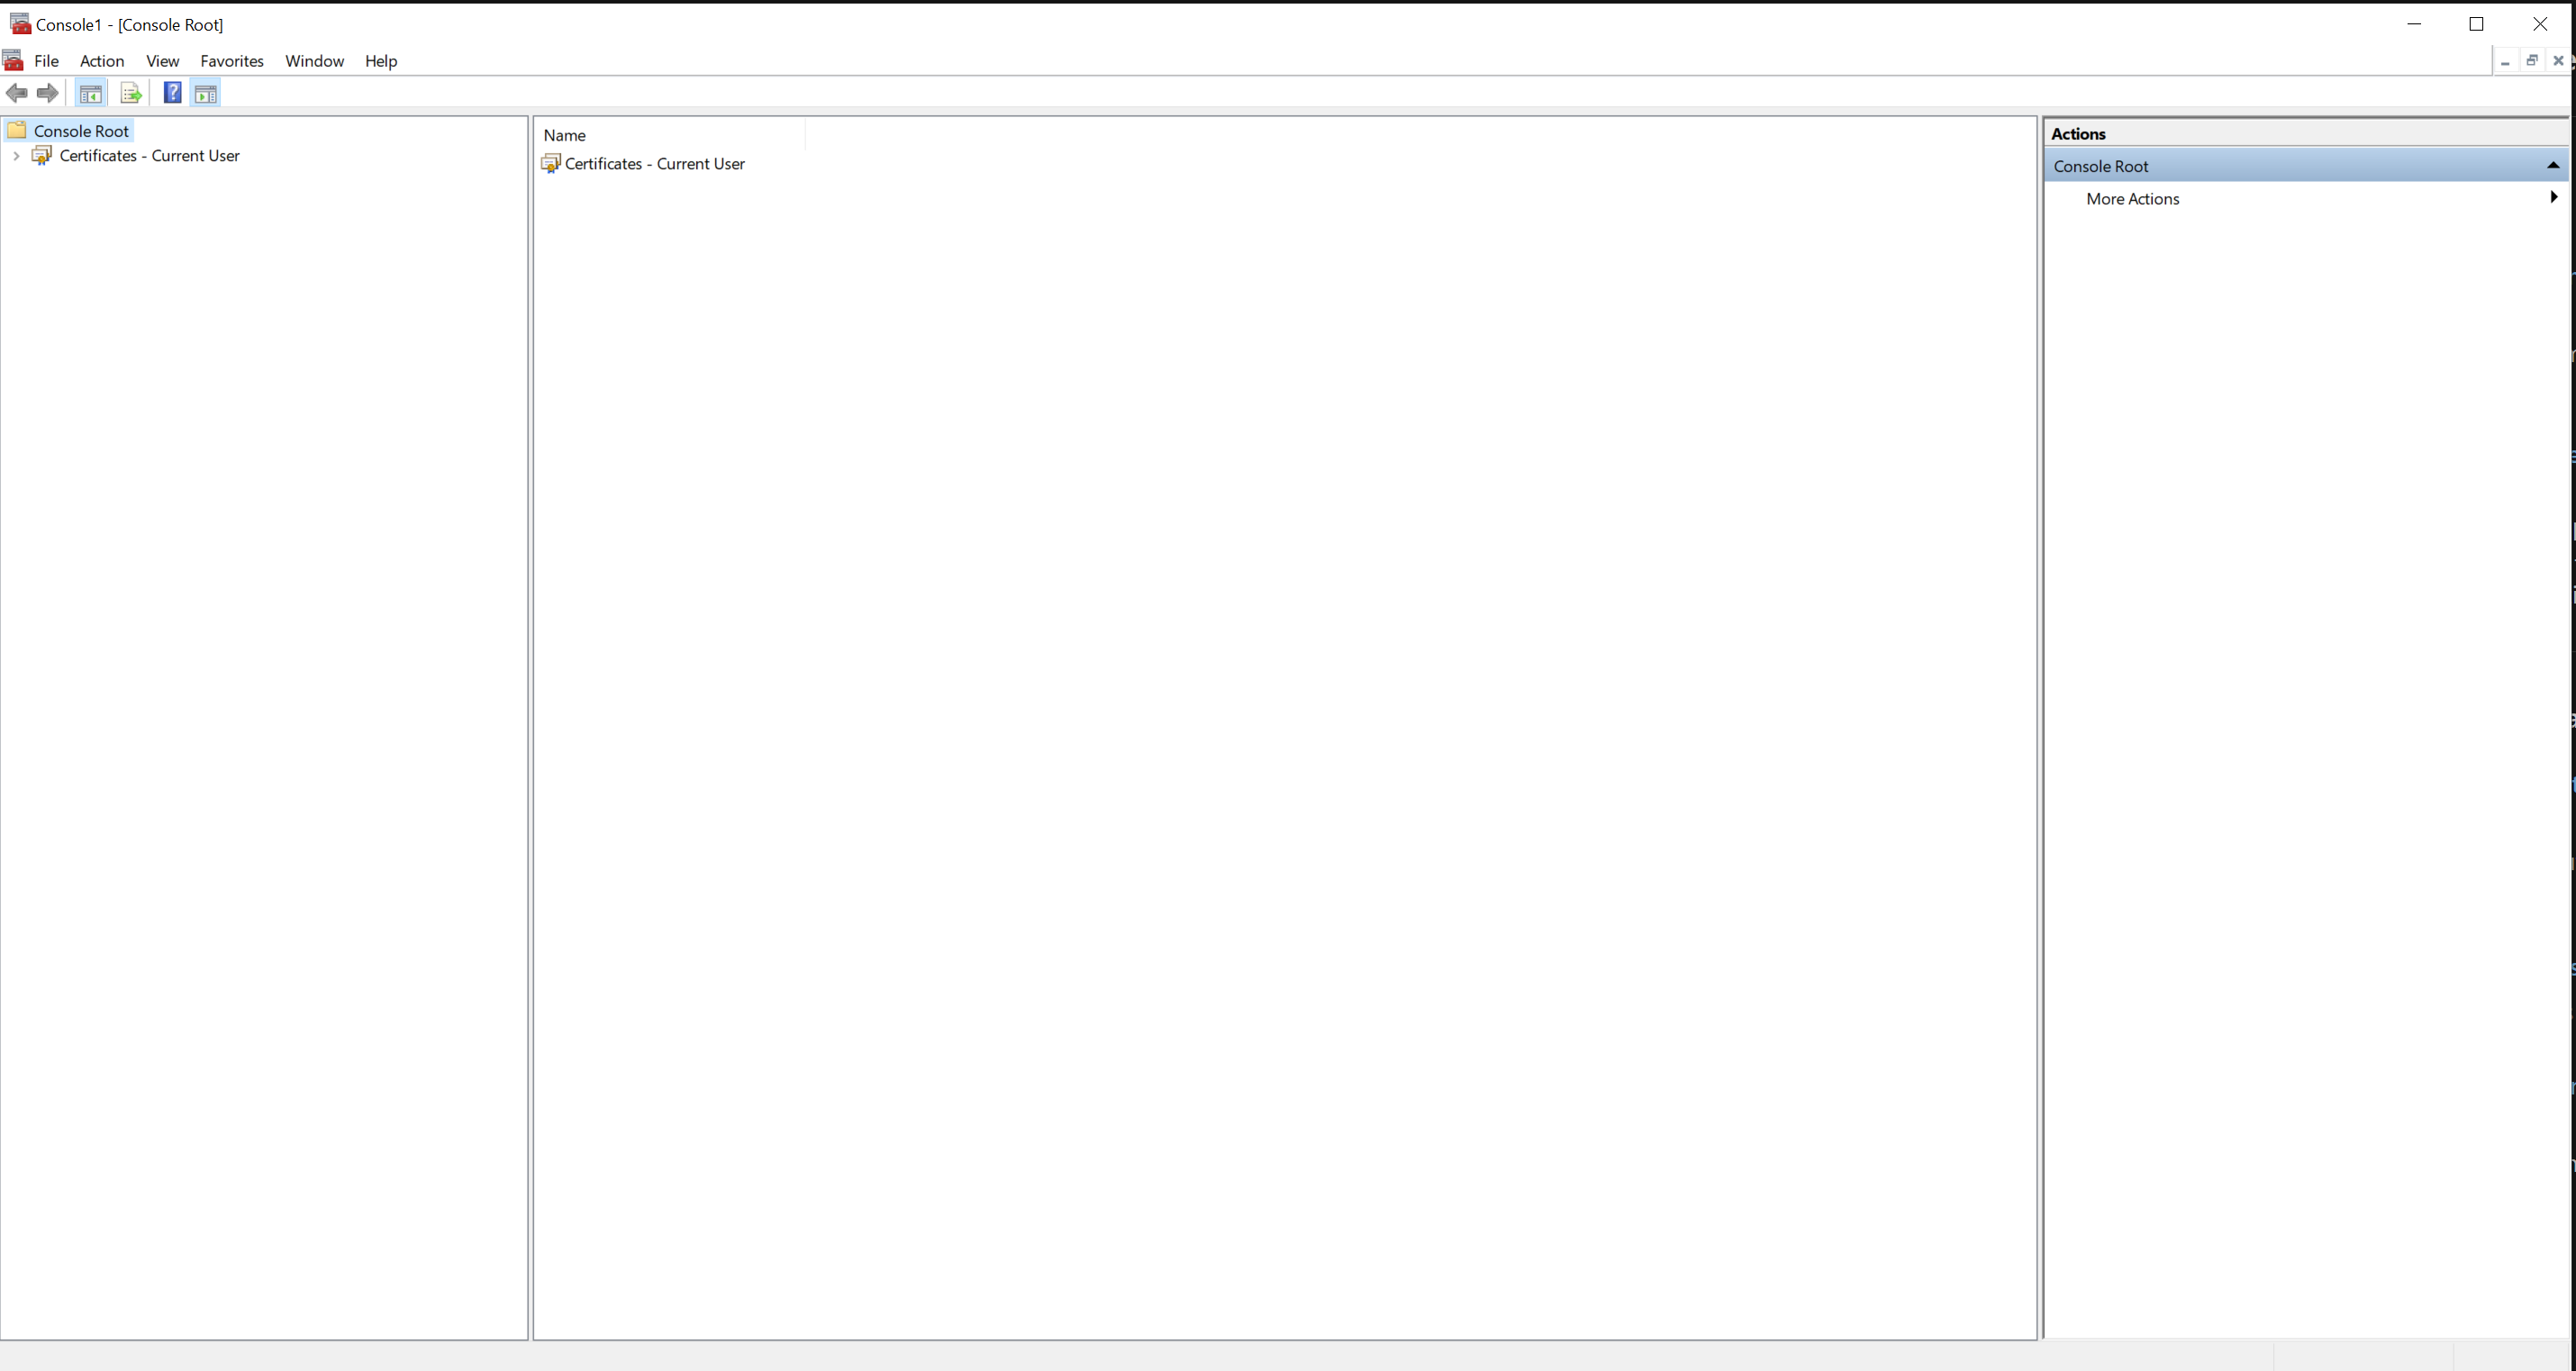 Console1 - [Console Root]
File Action View Favorites Window Help
Console Root
Certificates - Current User
Name
Certificates - Current User
Actions
Console Root
More Actions